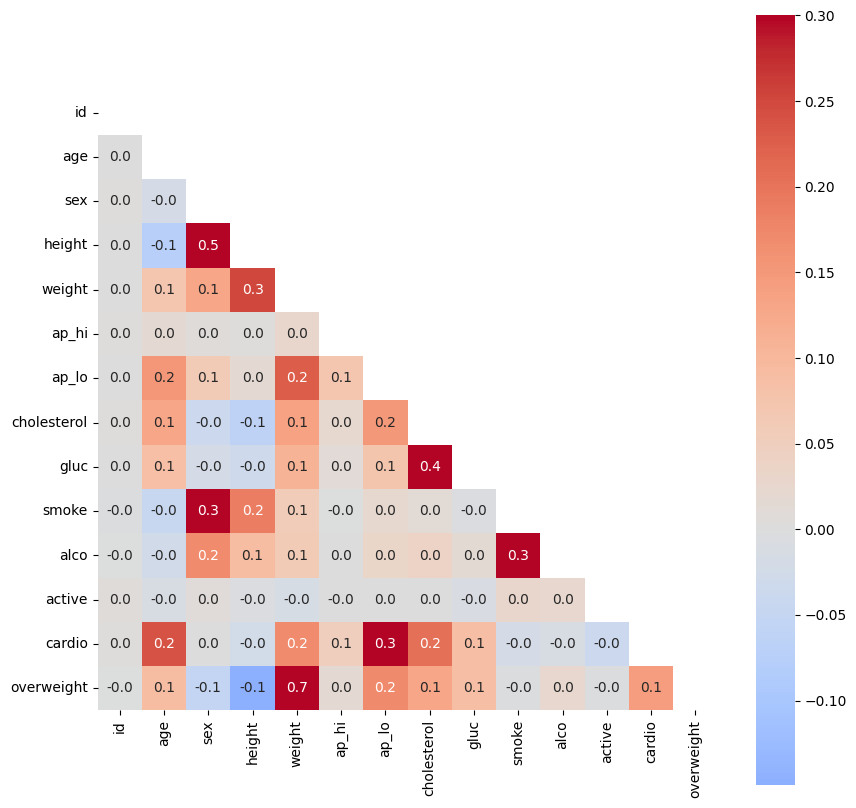 0.30
id
0.25
age 0.0
sex 0.0 -0.0
0.20
height 0.0 -0.1 0.5
weight 0.0 0.1 0.1 0.3
0.15
ap_hi 0.0 0.0 0.0 0.0 0.0
ap_lo 0.0 0.2 0.1 0.0 0.2 0.1
0.10
cholesterol 0.0 0.1 -0.0 -0.1 0.1 0.0 0.2
0.05
gluc 0.0 0.1 -0.0 -0.0 0.1 0.0 0.1 0.4
smoke -0.0 -0.0 0.3 0.2 0.1 -0.0 0.0 0.0 -0.0
0.00
alco -0.0 -0.0 0.2 0.1 0.1 0.0 0.0 0.0 0.0 0.3
active 0.0 -0.0 0.0 -0.0 -0.0 -0.0 -0.0 0.0 -0.0 0.0 0.0
−0.05
cardio 0.0 0.2 0.0 -0.0 0.2 0.1 0.3 0.2 0.1 -0.0 -0.0 -0.0
overweight -0.0 0.1 -0.1 -0.1 0.7 0.0 0.2 0.1 0.1 -0.0 0.0 -0.0 0.1
−0.10
id age sex height weight ap_hi ap_lo cholesterol gluc smoke alco active cardio overweight